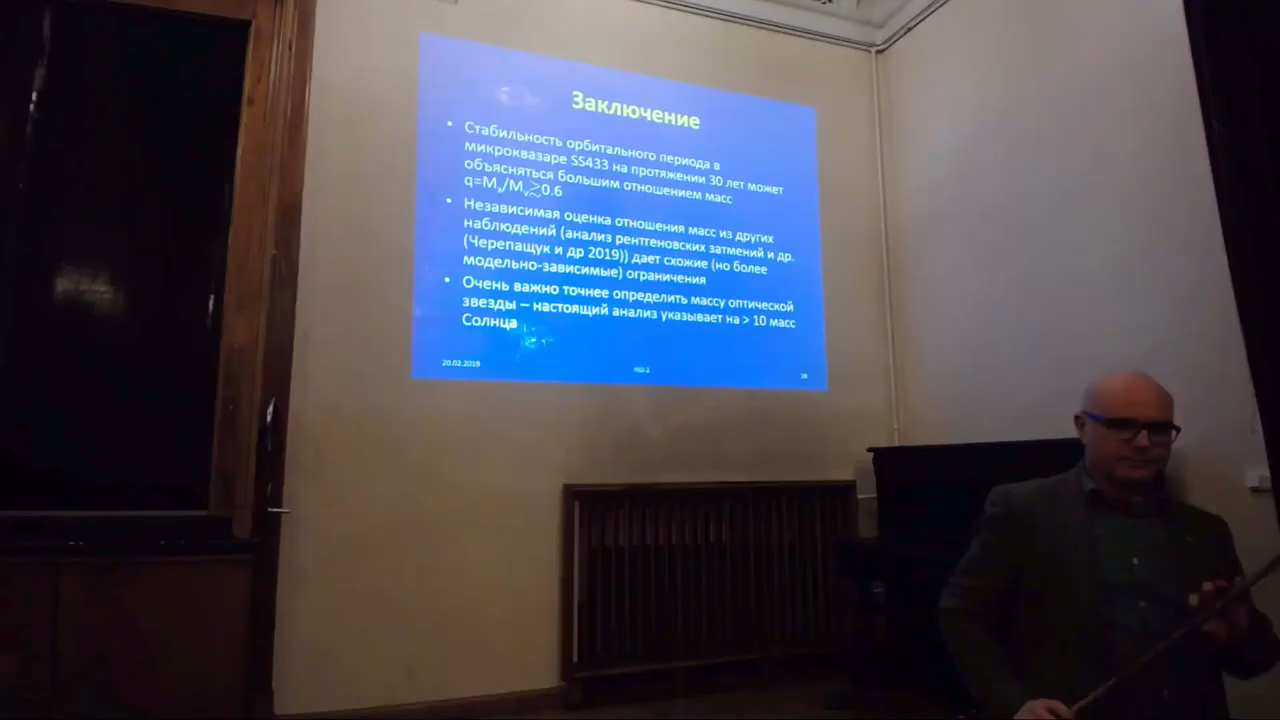 Заключение
• Стабильность орбитального периода в
микроквазаре SS433 на протяжении 30 лет может
объясняться большим отношением масс
q=Mₓ/Mᵥ≳0.6
• Независимая оценка отношения масс из других
наблюдений (анализ рентгеновских затмений и др.
(Черепащук и др 2019)) дает схожие (но более
модельно-зависимые) ограничения
• Очень важно точнее определить массу оптической
звезды – настоящий анализ указывает на > 10 масс
Солнца
20.02.2019